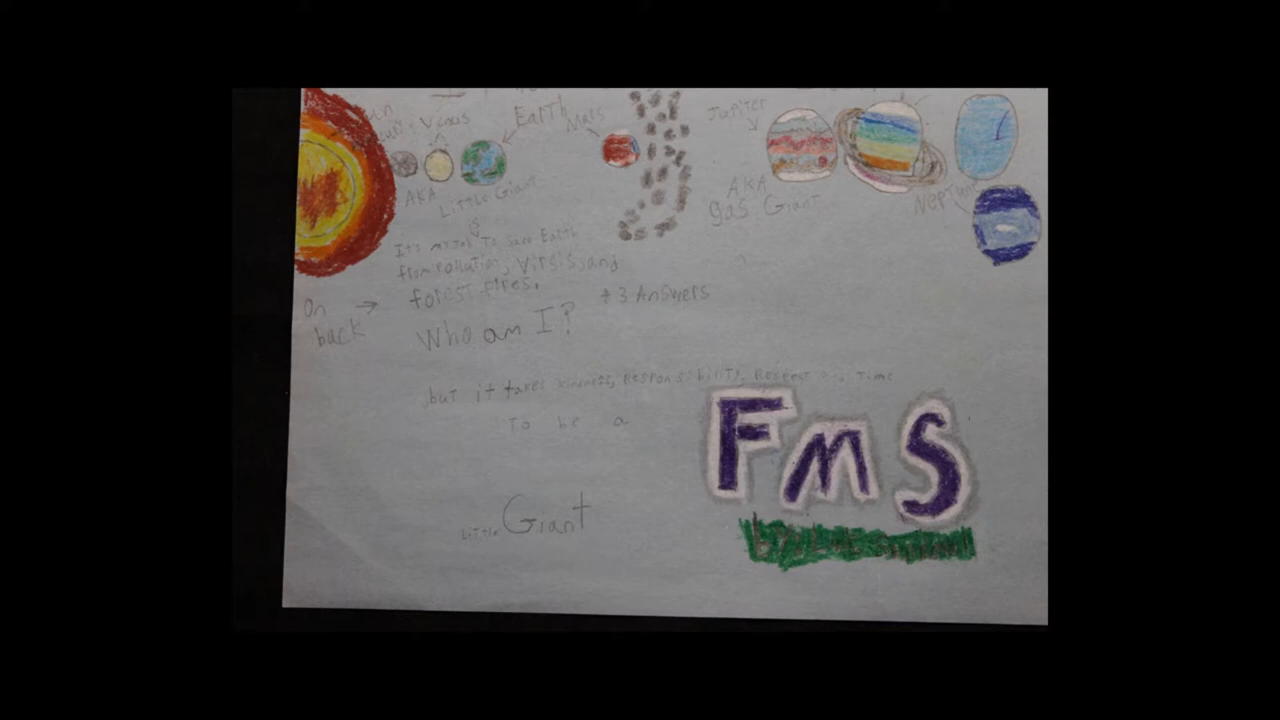 Venus
Earth
Mars
Jupiter
AKA
Little Giant
AKA
gas Giant
Neptune
It's my Job To Save Earth
from Pollution, Virsis, and
forest fires.
On
back
+3 Answers
Who am I?
but it takes kindness, Responsibility, Respect and Time
To be a
FMS
Little Giant
by: